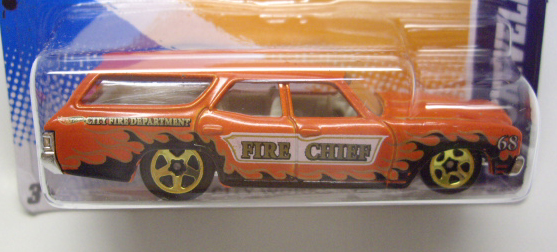 CITY FIRE DEPARTMENT
FIRE CHIEF
68